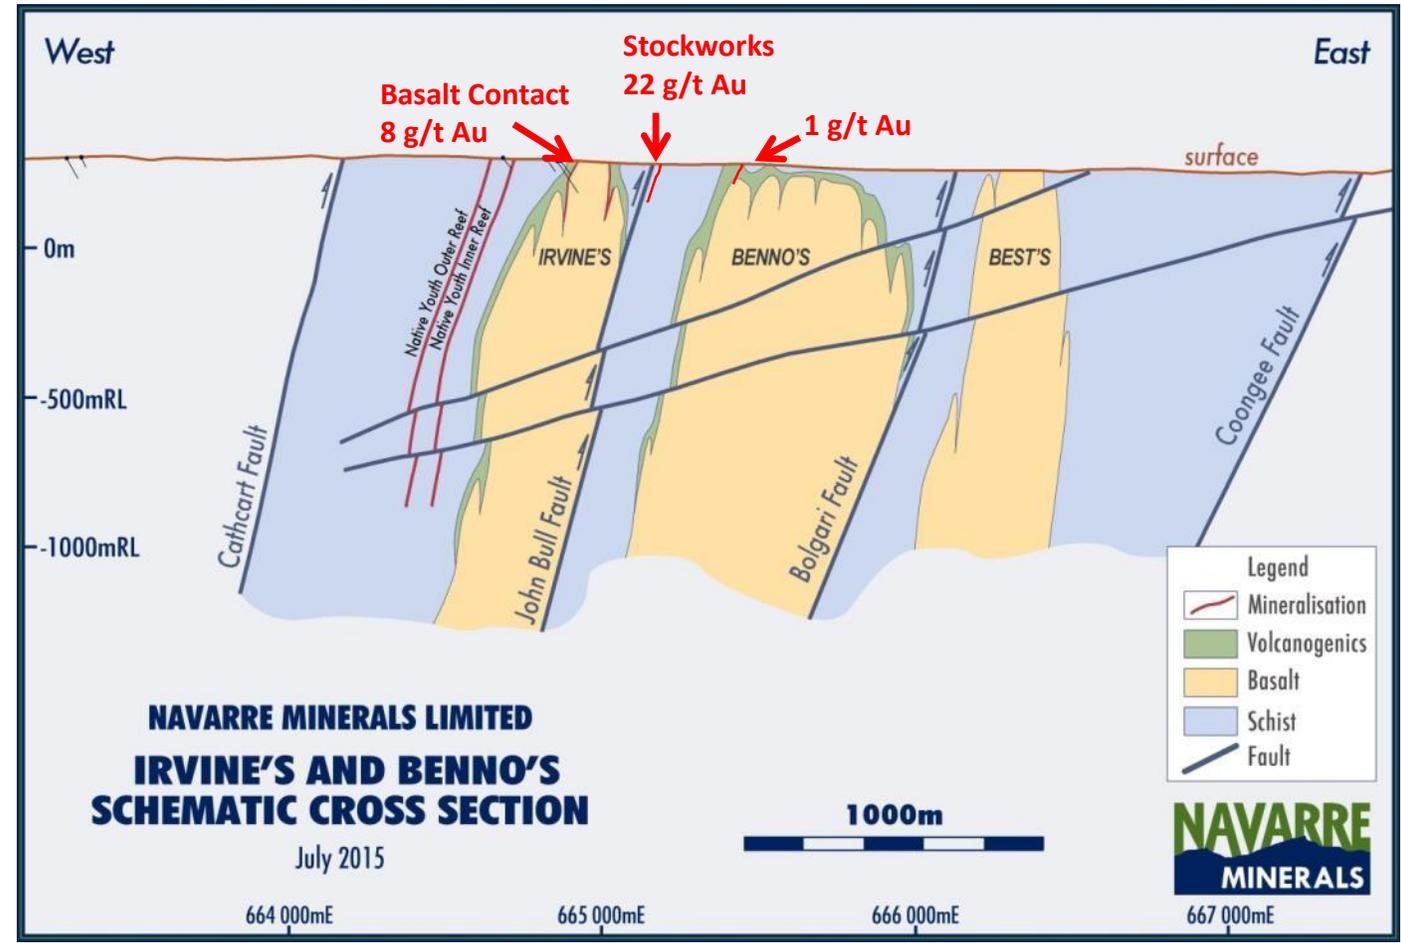 West
East
Stockworks
22 g/t Au
Basalt Contact
8 g/t Au
1 g/t Au
surface
0m
-500mRL
-1000mRL
Native Youth Outer Reef
Native Youth Inner Reef
IRVINE'S
BENNO'S
BEST'S
Cathcart Fault
John Bull Fault
Bolgari Fault
Coongee Fault
Legend
Mineralisation
Volcanogenics
Basalt
Schist
Fault
NAVARRE MINERALS LIMITED
IRVINE'S AND BENNO'S
SCHEMATIC CROSS SECTION
July 2015
1000m
NAVARRE
MINERALS
664 000mE
665 000mE
666 000mE
667 000mE